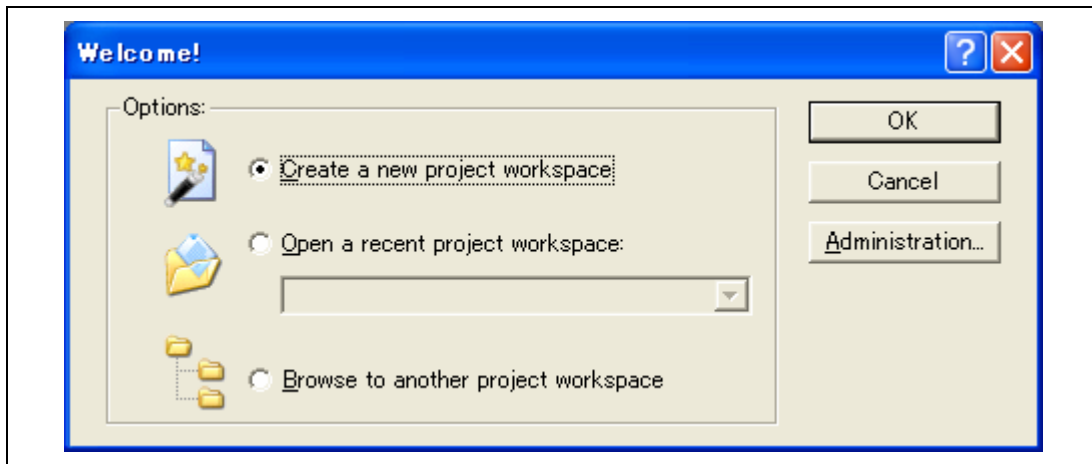 Welcome!
Options:
Create a new project workspace
Open a recent project workspace:
Browse to another project workspace
OK
Cancel
Administration...